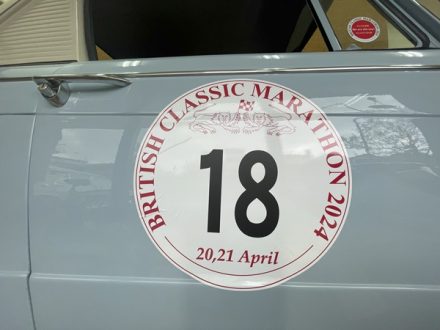 BRITISH CLASSIC MARATHON 2024
18
20,21 April